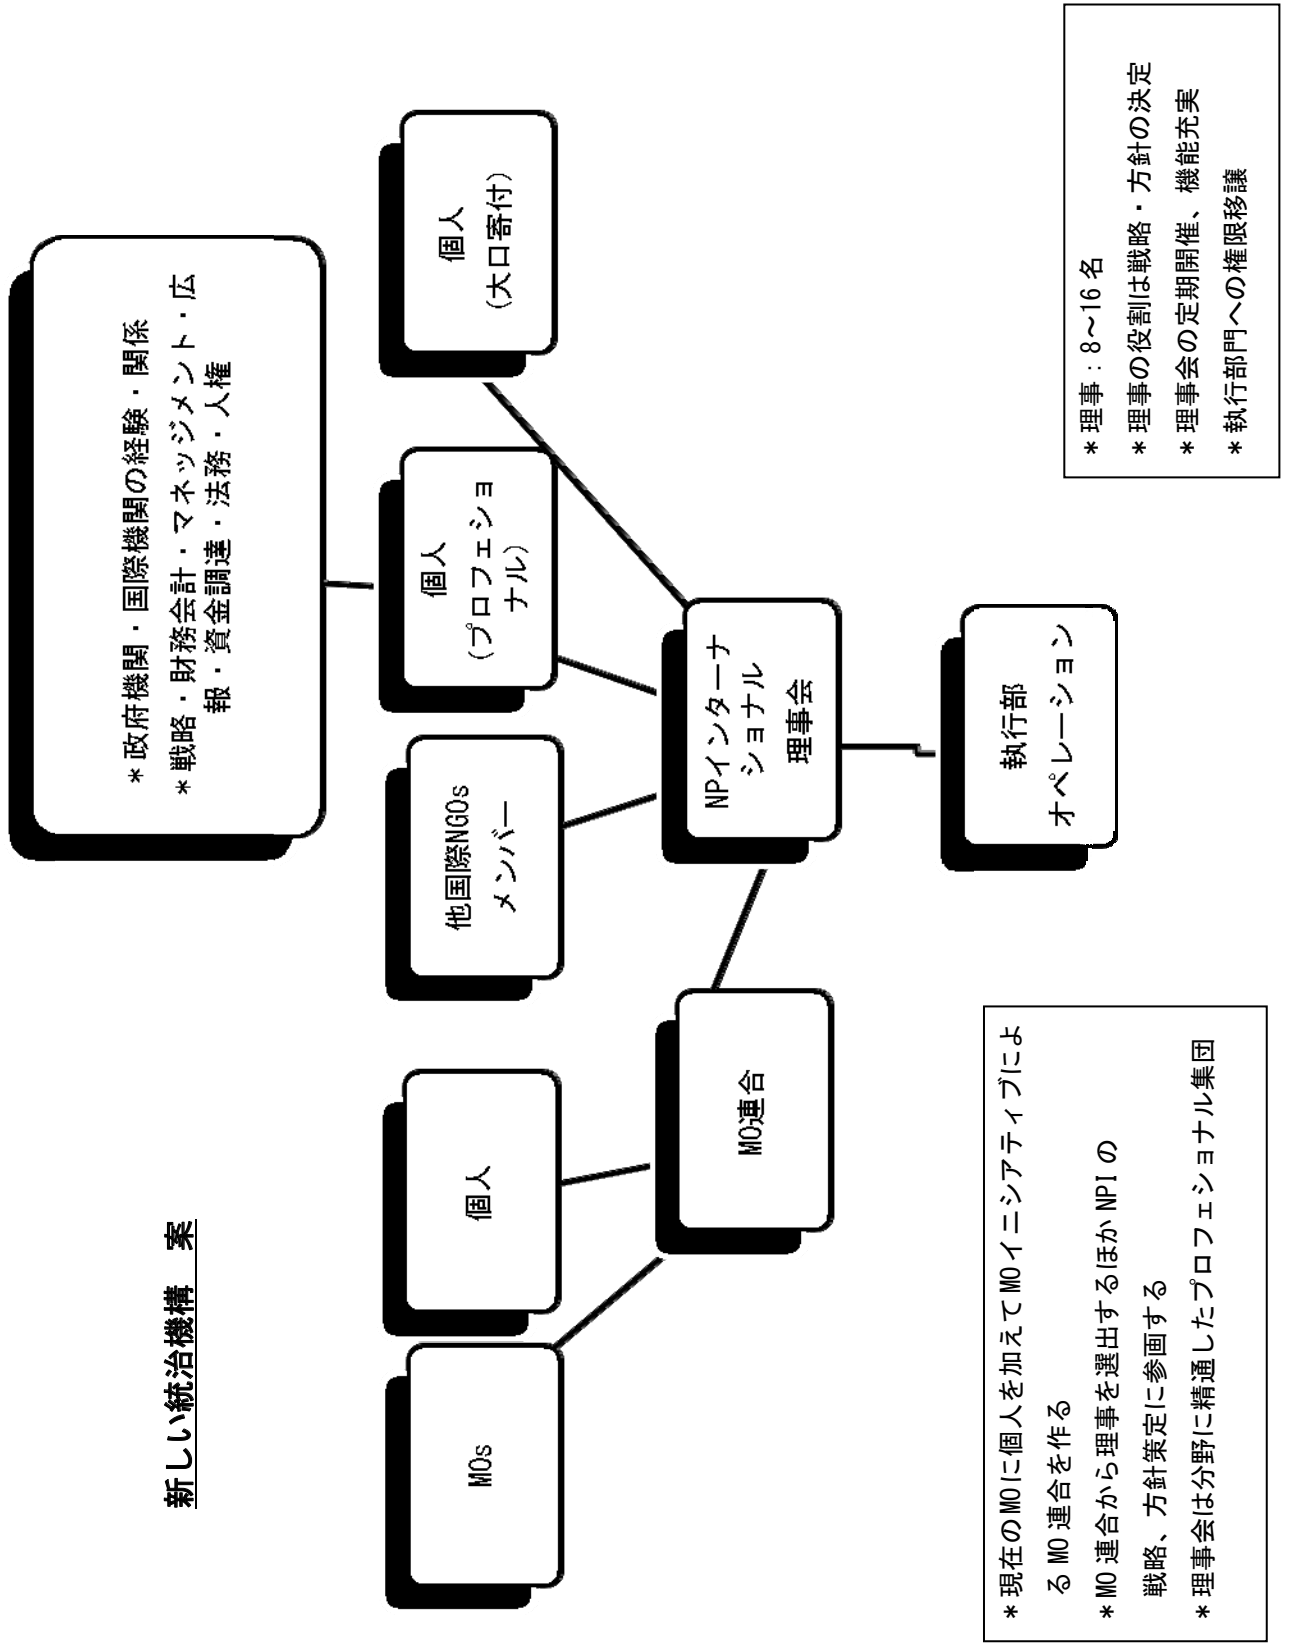 新しい統治機構　案
＊政府機関・国際機関の経験・関係
＊戦略・財務会計・マネッジメント・広
報・資金調達・法務・人権
MOs
個人
他国際NGOs
メンバー
個人
(プロフェショ
ナル)
個人
(大口寄付)
MO連合
NPインターナ
ショナル
理事会
執行部
オペレーション
＊現在のMOに個人を加えてMOイニシアティブによ
るMO連合を作る
＊MO連合から理事を選出するほかNPIの
戦略、方針策定に参画する
＊理事会は分野に精通したプロフェショナル集団
＊理事：8～16名
＊理事の役割は戦略・方針の決定
＊理事会の定期開催、機能充実
＊執行部門への権限移譲